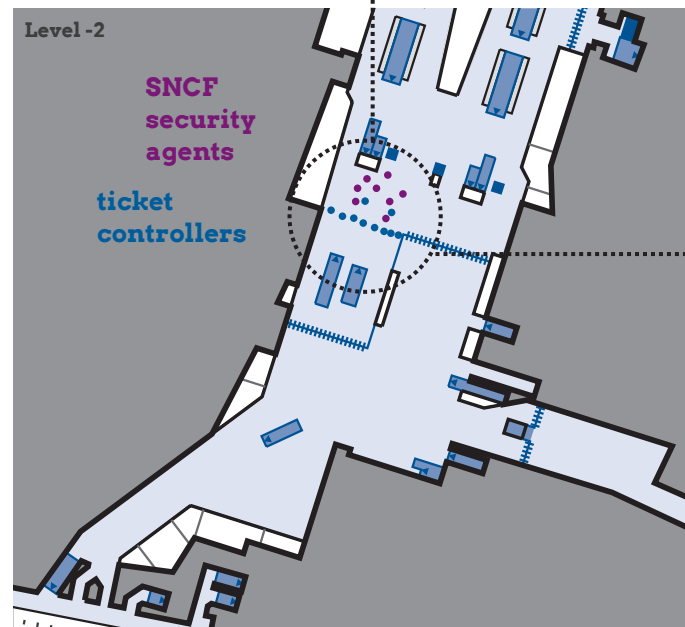 Level -2
SNCF
security
agents
ticket
controllers